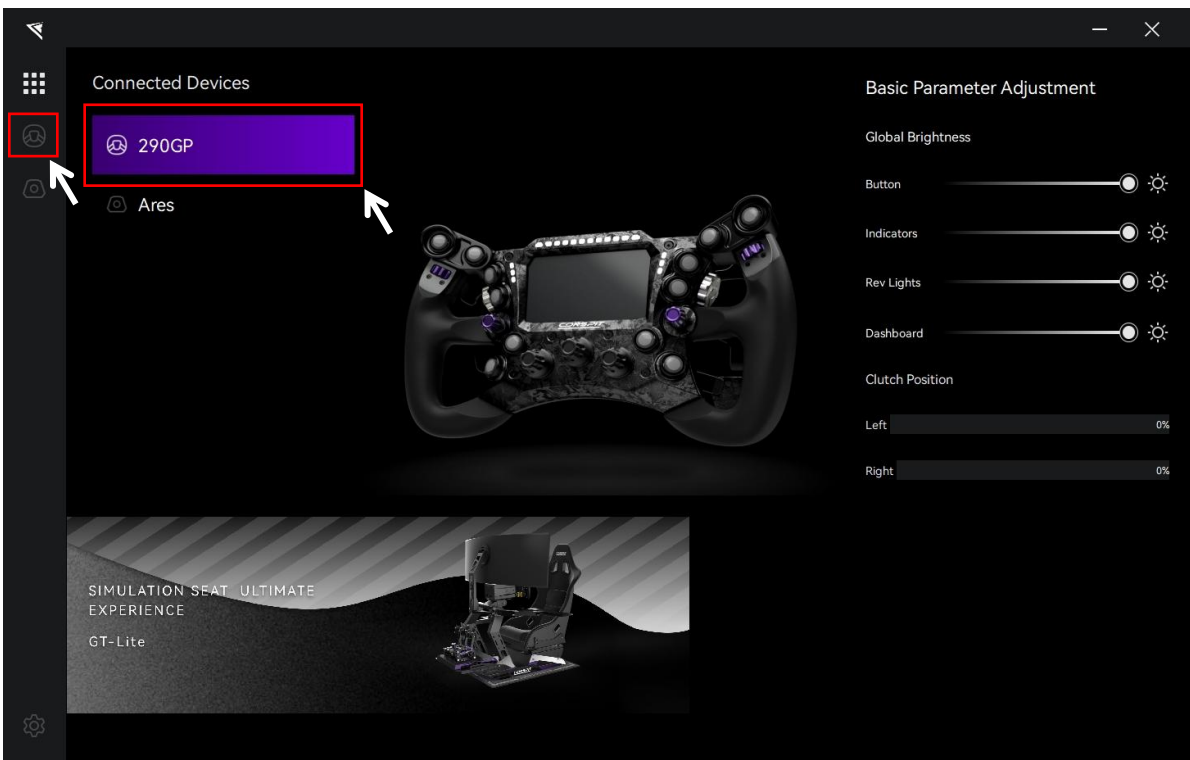 Connected Devices
290GP
Ares
Basic Parameter Adjustment
Global Brightness
Button
Indicators
Rev Lights
Dashboard
Clutch Position
Left 0%
Right 0%
SIMULATION SEAT ULTIMATE
EXPERIENCE
GT-Lite